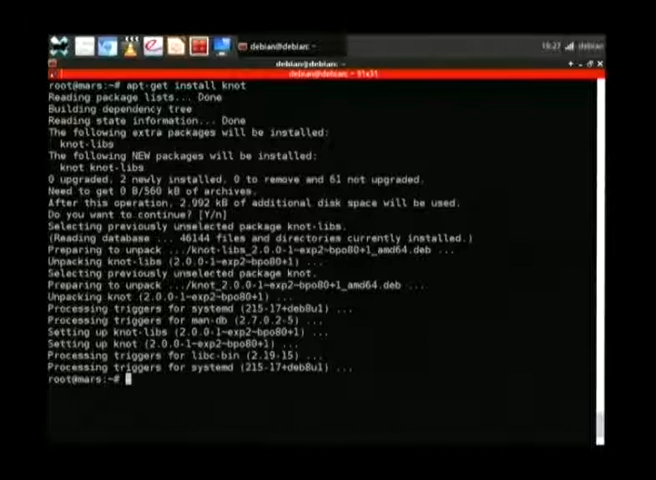 debian@debian: ~
16:27
debian
debian@debian: ~
debian@debian: ~ 91x31
root@mars:~# apt-get install knot
Reading package lists... Done
Building dependency tree
Reading state information... Done
The following extra packages will be installed:
knot-libs
The following NEW packages will be installed:
knot knot-libs
0 upgraded, 2 newly installed, 0 to remove and 61 not upgraded.
Need to get 0 B/560 kB of archives.
After this operation, 2.992 kB of additional disk space will be used.
Do you want to continue? [Y/n]
Selecting previously unselected package knot-libs.
(Reading database ... 46144 files and directories currently installed.)
Preparing to unpack .../knot-libs_2.0.0-1~exp2~bpo80+1_amd64.deb ...
Unpacking knot-libs (2.0.0-1~exp2~bpo80+1) ...
Selecting previously unselected package knot.
Preparing to unpack .../knot_2.0.0-1~exp2~bpo80+1_amd64.deb ...
Unpacking knot (2.0.0-1~exp2~bpo80+1) ...
Processing triggers for systemd (215-17+deb8u1) ...
Processing triggers for man-db (2.7.0.2-5) ...
Setting up knot-libs (2.0.0-1~exp2~bpo80+1) ...
Setting up knot (2.0.0-1~exp2~bpo80+1) ...
Processing triggers for libc-bin (2.19-15) ...
Processing triggers for systemd (215-17+deb8u1) ...
root@mars:~#